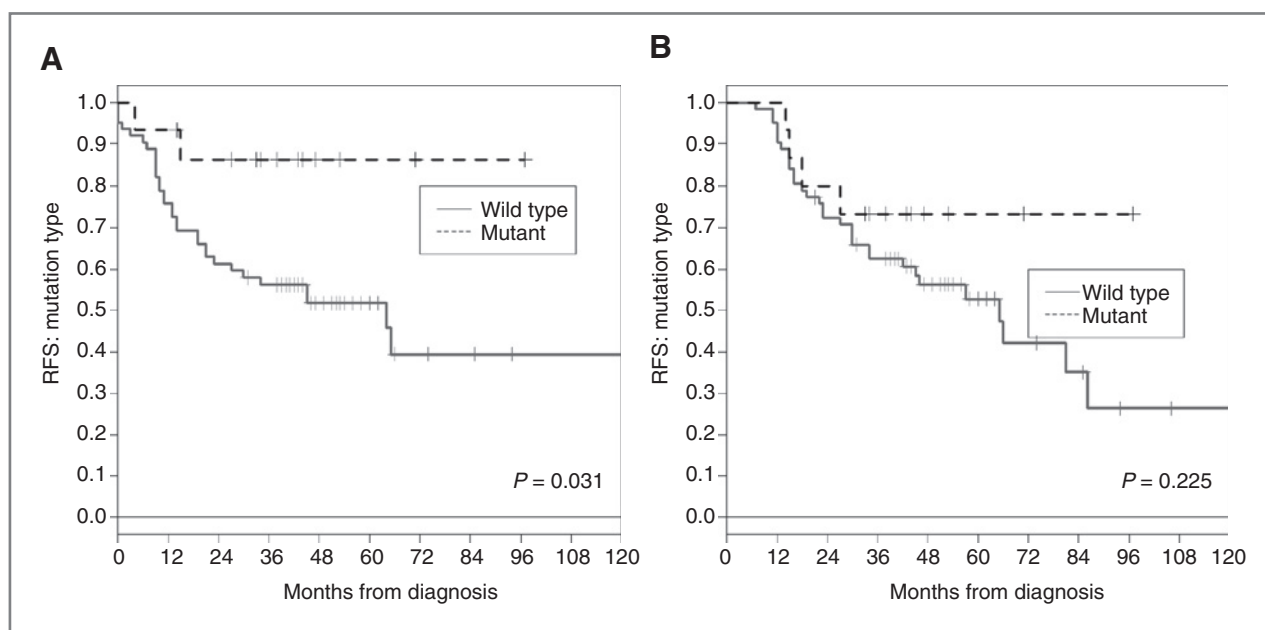 A
RFS: mutation type
1.0
0.9
0.8
0.7
0.6
0.5
0.4
0.3
0.2
0.1
0.0
Wild type
Mutant
P = 0.031
0 12 24 36 48 60 72 84 96 108 120
Months from diagnosis
B
RFS: mutation type
1.0
0.9
0.8
0.7
0.6
0.5
0.4
0.3
0.2
0.1
0.0
Wild type
Mutant
P = 0.225
0 12 24 36 48 60 72 84 96 108 120
Months from diagnosis